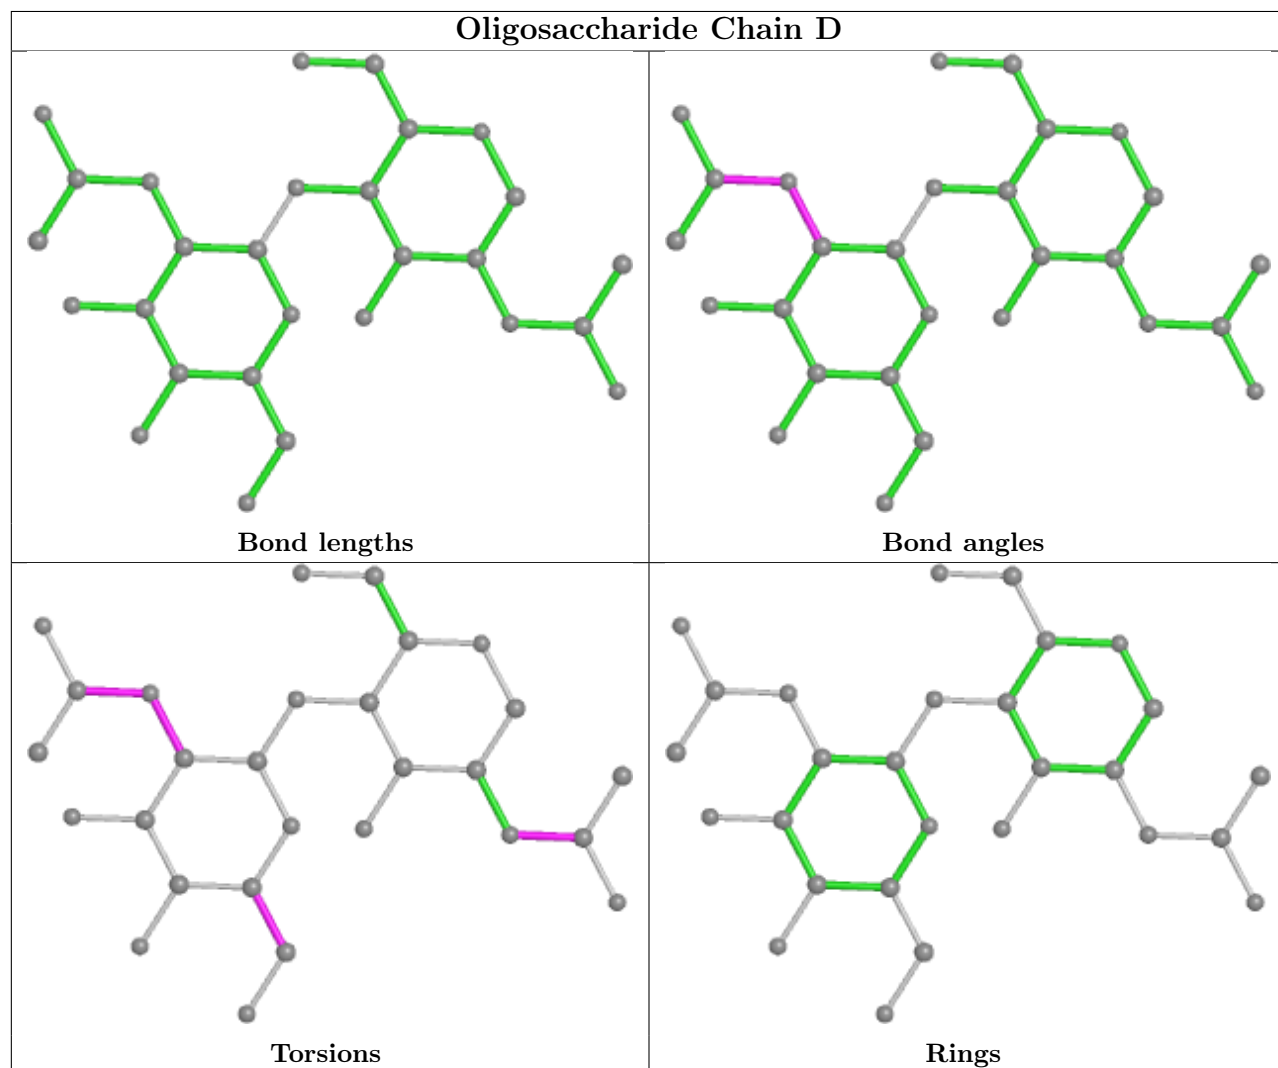 Oligosaccharide Chain D
Bond lengths
Bond angles
Torsions
Rings